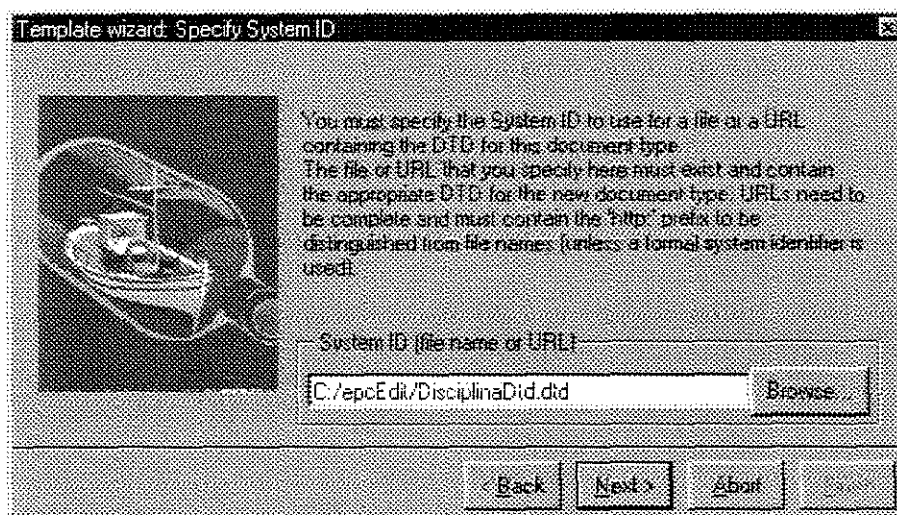 Template wizard: Specify System ID
You must specify the System ID to use for a file or a URL
containing the DTD for this document type.
The file or URL that you specify here must exist and contain
the appropriate DTD for the new document type. URLs need to
be complete and must contain the "http:" prefix to be
distinguished from file names (unless a formal system identifier is
used).
System ID (file name or URL)
C:/epcEdit/DisciplinaDtd.dtd
Browse...
< Back
Next >
Abort